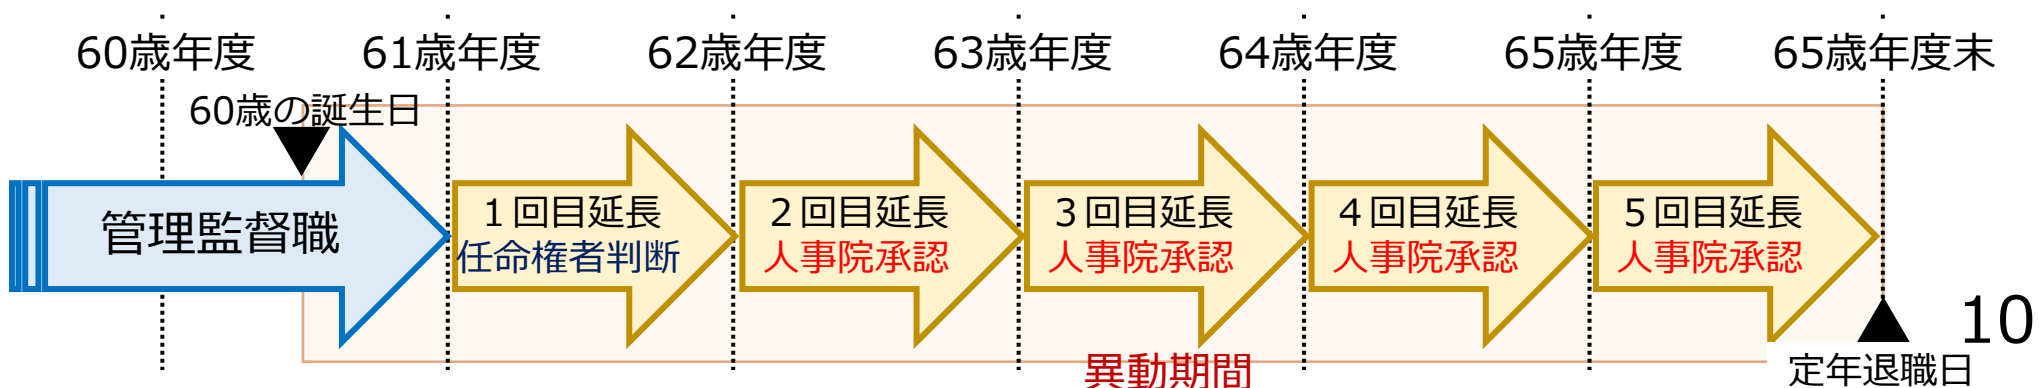 60歳年度
61歳年度
62歳年度
63歳年度
64歳年度
65歳年度
65歳年度末
60歳の誕生日
管理監督職
１回目延長
任命権者判断
２回目延長
人事院承認
３回目延長
人事院承認
４回目延長
人事院承認
５回目延長
人事院承認
異動期間
定年退職日
10